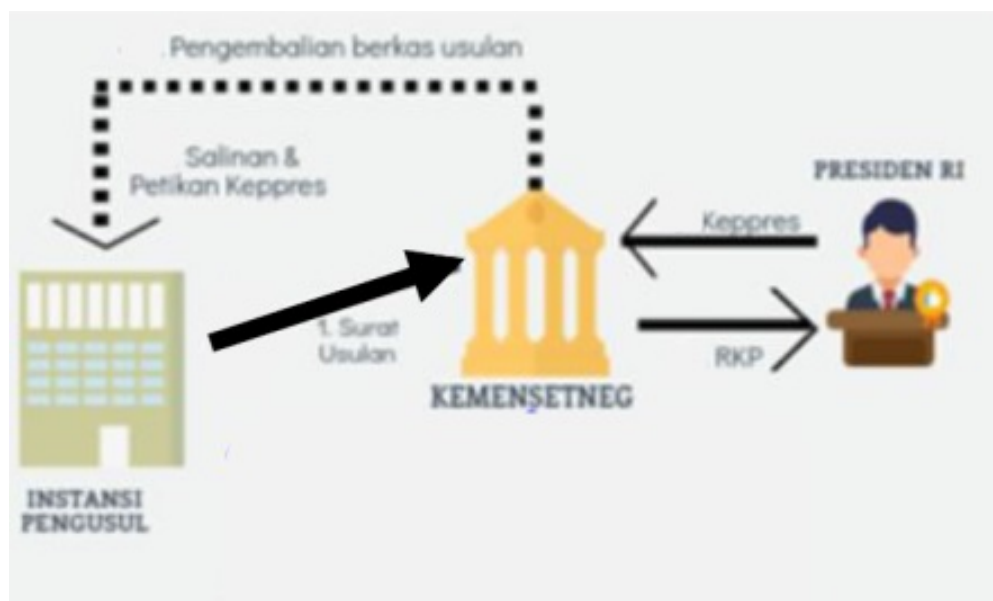 Pengembalian berkas usulan
Salinan &
Petikan Keppres
PRESIDEN RI
Keppres
1. Surat
Usulan
RKP
KEMENSETNEG
INSTANSI
PENGUSUL